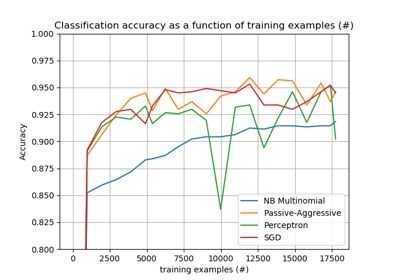 Classification accuracy as a function of training examples (#)
1.000
0.975
0.950
0.925
0.900
0.875
0.850
0.825
0.800
Accuracy
NB Multinomial
Passive-Aggressive
Perceptron
SGD
0 2500 5000 7500 10000 12500 15000 17500
training examples (#)